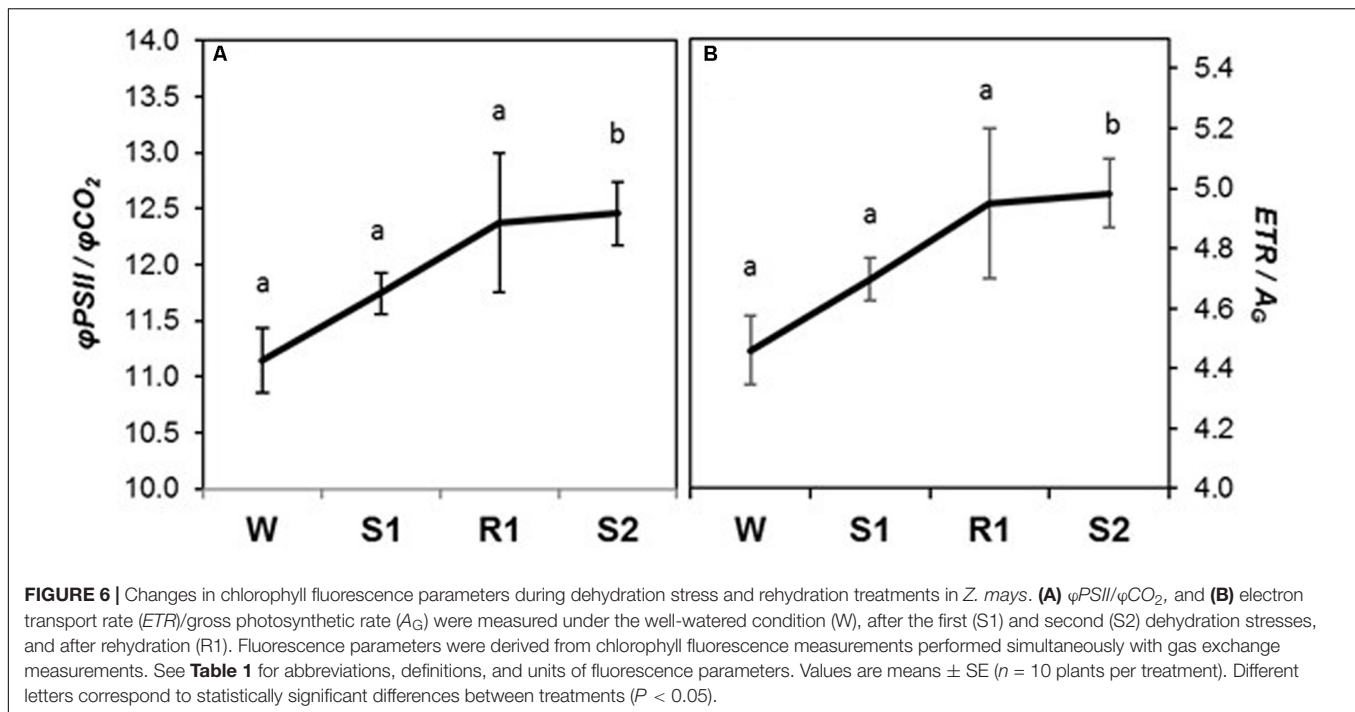 A
B
φPSII / φCO₂
14.0
13.5
13.0
12.5
12.0
11.5
11.0
10.5
10.0
a
a
a
b
W S1 R1 S2
a
a
a
b
W S1 R1 S2
5.4
5.2
5.0
4.8
4.6
4.4
4.2
4.0
ETR / A_G
FIGURE 6 | Changes in chlorophyll fluorescence parameters during dehydration stress and rehydration treatments in Z. mays. (A) φPSII/φCO₂, and (B) electron
transport rate (ETR)/gross photosynthetic rate (A_G) were measured under the well-watered condition (W), after the first (S1) and second (S2) dehydration stresses,
and after rehydration (R1). Fluorescence parameters were derived from chlorophyll fluorescence measurements performed simultaneously with gas exchange
measurements. See Table 1 for abbreviations, definitions, and units of fluorescence parameters. Values are means ± SE (n = 10 plants per treatment). Different
letters correspond to statistically significant differences between treatments (P < 0.05).